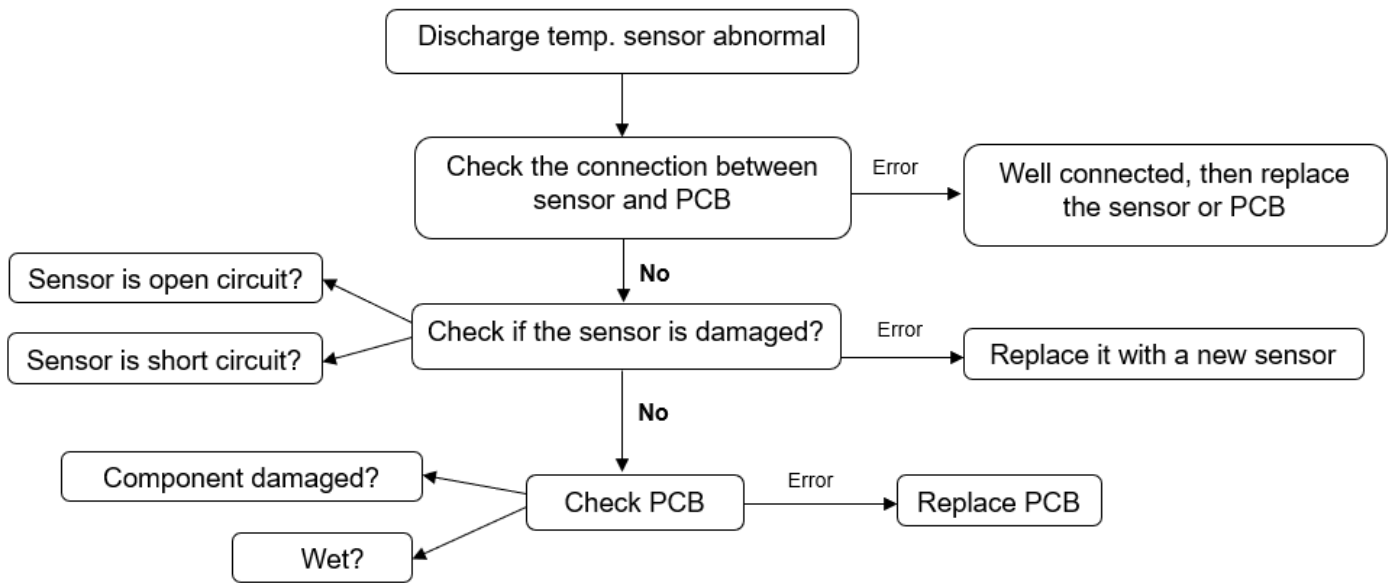 Discharge temp. sensor abnormal
Check the connection between
sensor and PCB
Error
Well connected, then replace
the sensor or PCB
No
Sensor is open circuit?
Sensor is short circuit?
Check if the sensor is damaged?
Error
Replace it with a new sensor
No
Component damaged?
Wet?
Check PCB
Error
Replace PCB